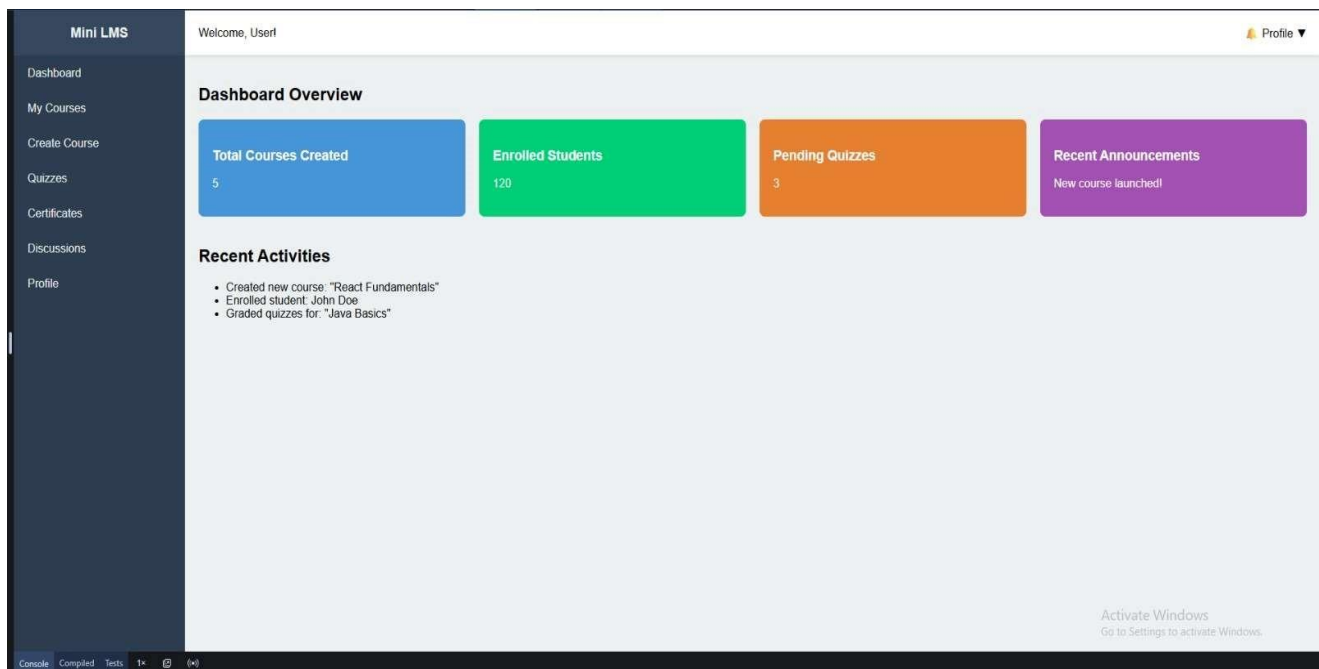 Mini LMS
Welcome, User!
Profile ▼
Dashboard
My Courses
Create Course
Quizzes
Certificates
Discussions
Profile
Dashboard Overview
Total Courses Created
5
Enrolled Students
120
Pending Quizzes
3
Recent Announcements
New course launched!
Recent Activities
• Created new course: "React Fundamentals"
• Enrolled student: John Doe
• Graded quizzes for: "Java Basics"
Activate Windows
Go to Settings to activate Windows.
Console Compiled Tests 1×